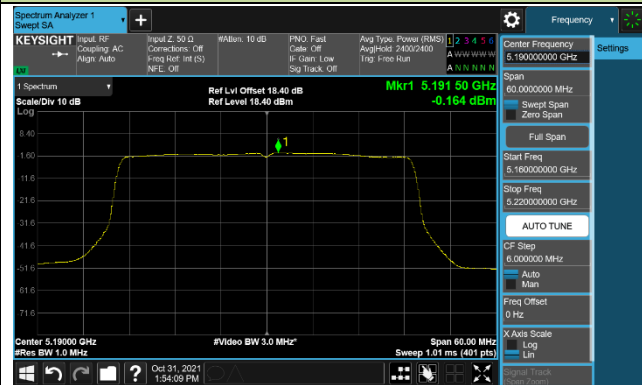 Spectrum Analyzer 1
Swept SA
Frequency
KEYSIGHT
Input: RF
Coupling: AC
Align: Auto
Input Z: 50 Ω
Corrections: Off
Freq Ref: Int (S)
NFE: Off
#Atten: 10 dB
PNO: Fast
Gate: Off
IF Gain: Low
Sig Track: Off
Avg Type: Power (RMS)
Avg|Hold: 2400/2400
Trig: Free Run
1 2 3 4 5 6
A W W W W W
A N N N N N
LM
1 Spectrum
Scale/Div 10 dB
Log
Ref Lvl Offset 18.40 dB
Ref Level 18.40 dBm
Mkr1 5.191 50 GHz
-0.164 dBm
1
8.40
-1.60
-11.6
-21.6
-31.6
-41.6
-51.6
-61.6
-71.6
Center 5.19000 GHz
#Res BW 1.0 MHz
#Video BW 3.0 MHz*
Span 60.00 MHz
Sweep 1.01 ms (401 pts)
Oct 31, 2021
1:54:09 PM
?
Center Frequency
5.190000000 GHz
Settings
Span
60.0000000 MHz
Swept Span
Zero Span
Full Span
Start Freq
5.160000000 GHz
Stop Freq
5.220000000 GHz
AUTO TUNE
CF Step
6.000000 MHz
Auto
Man
Freq Offset
0 Hz
X Axis Scale
Log
Lin
Signal Track
(Span Zoom)